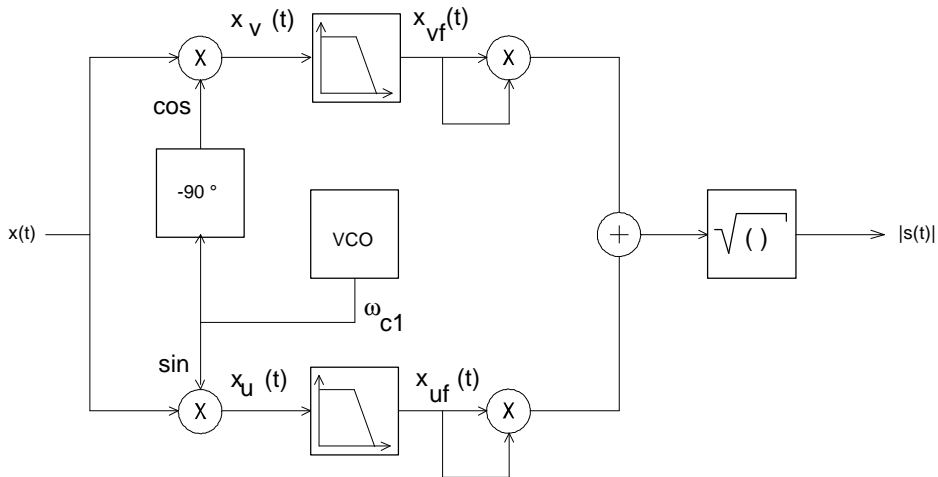 x v (t)
x vf (t)
X
X
cos
-90 °
VCO
x(t)
+
√( )
|s(t)|
ω c1
sin
x u (t)
x uf (t)
X
X